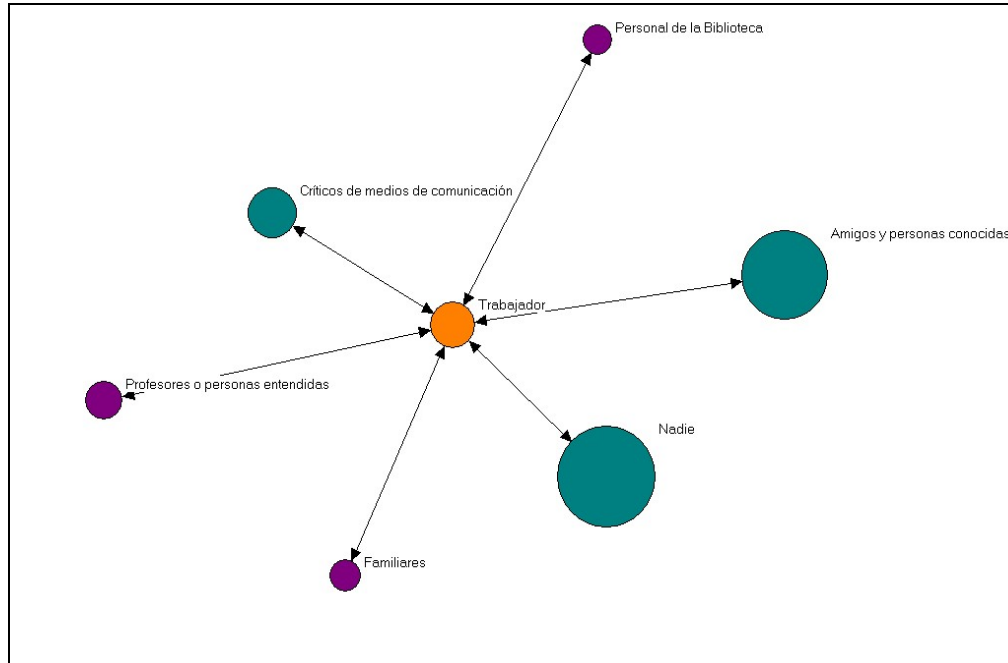 Personal de la Biblioteca
Críticos de medios de comunicación
Amigos y personas conocidas
Trabajador
Profesores o personas entendidas
Nadie
Familiares